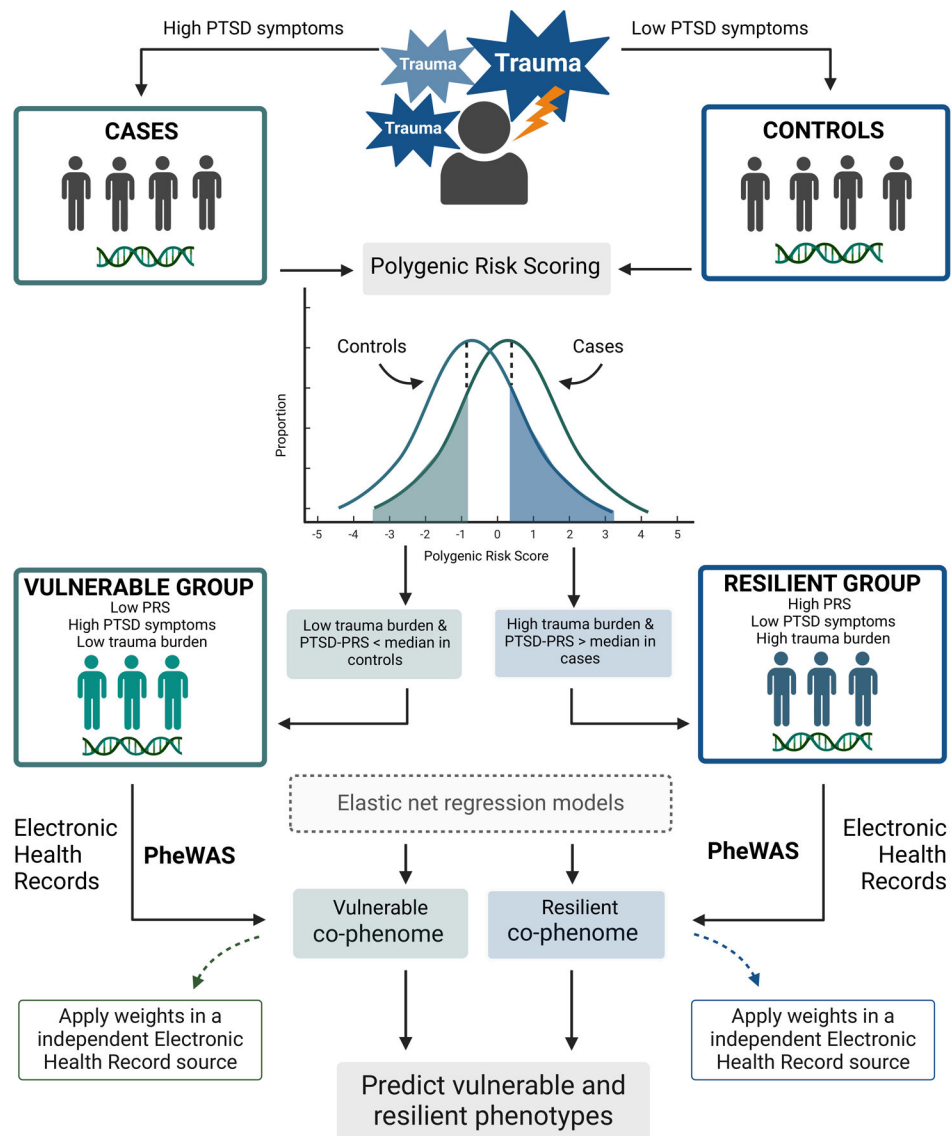 High PTSD symptoms
Low PTSD symptoms
Trauma
Trauma
Trauma
CASES
CONTROLS
Polygenic Risk Scoring
Controls
Cases
Proportion
-5 -4 -3 -2 -1 0 1 2 3 4 5
Polygenic Risk Score
VULNERABLE GROUP
Low PRS
High PTSD symptoms
Low trauma burden
Low trauma burden &
PTSD-PRS < median in
controls
High trauma burden &
PTSD-PRS > median in
cases
RESILIENT GROUP
High PRS
Low PTSD symptoms
High trauma burden
Elastic net regression models
Electronic
Health
Records
PheWAS
PheWAS
Electronic
Health
Records
Vulnerable
co-phenome
Resilient
co-phenome
Apply weights in a
independent Electronic
Health Record source
Apply weights in a
independent Electronic
Health Record source
Predict vulnerable and
resilient phenotypes